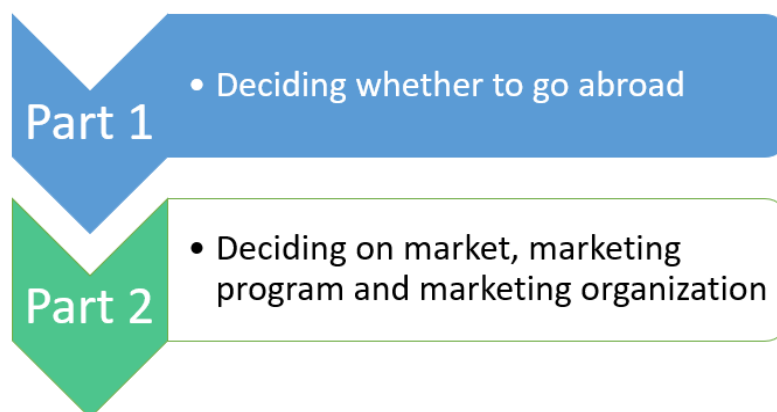 Part 1
• Deciding whether to go abroad
Part 2
• Deciding on market, marketing
program and marketing organization